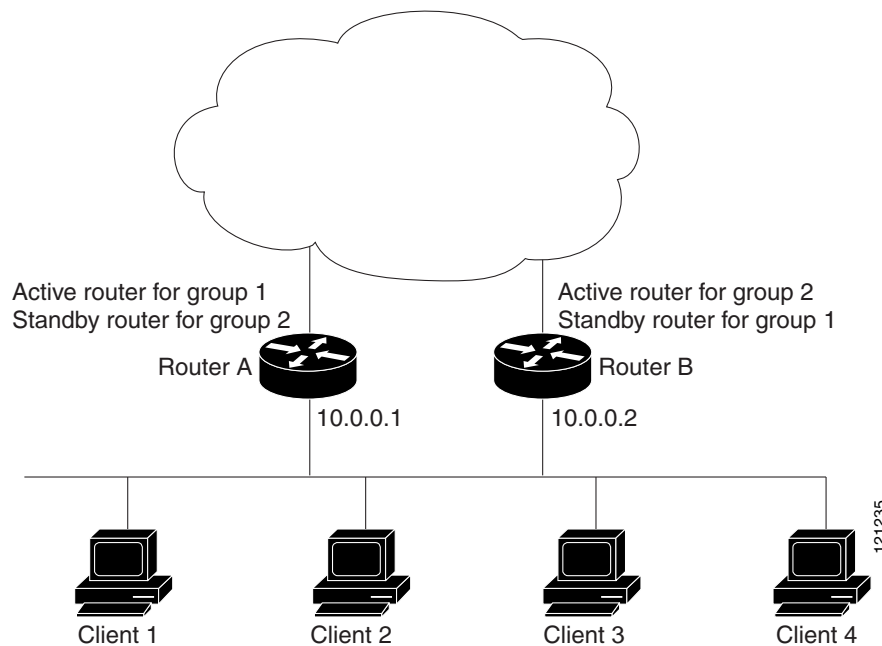 Active router for group 1
Standby router for group 2
Active router for group 2
Standby router for group 1
Router A
Router B
10.0.0.1
10.0.0.2
121235
Client 1
Client 2
Client 3
Client 4